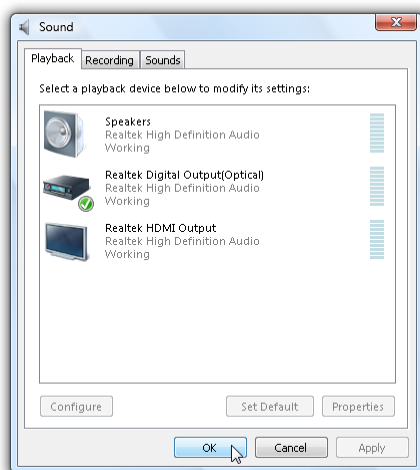 Sound
Playback Recording Sounds
Select a playback device below to modify its settings:
Speakers
Realtek High Definition Audio
Working
Realtek Digital Output(Optical)
Realtek High Definition Audio
Working
Realtek HDMI Output
Realtek High Definition Audio
Working
Configure Set Default Properties
OK Cancel Apply